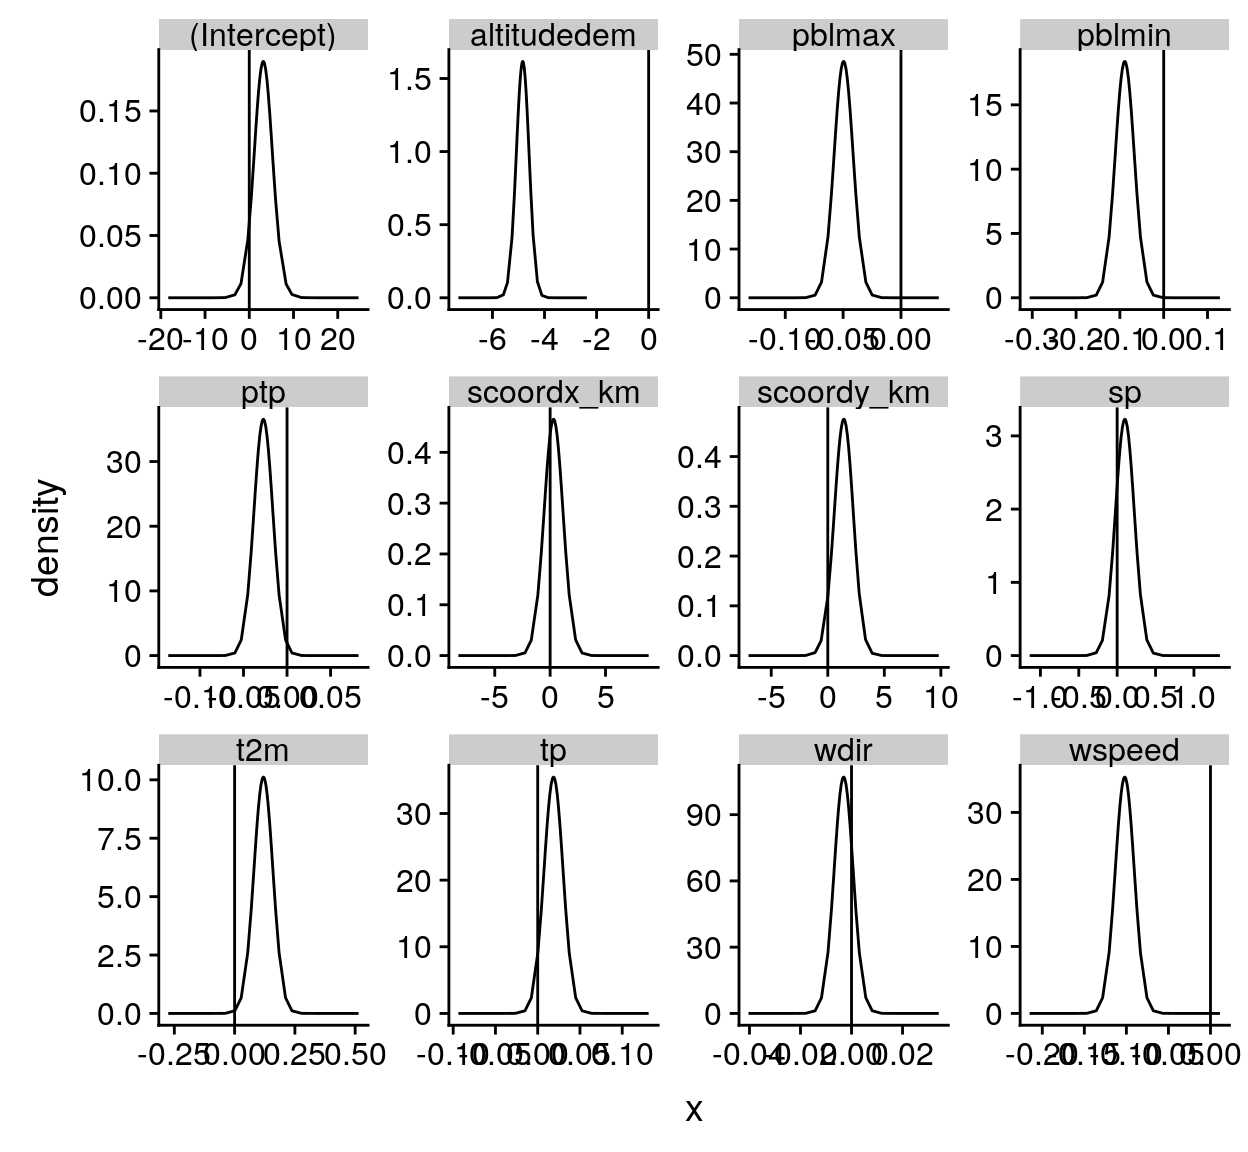 (Intercept)
0.15
0.10
0.05
0.00
-20 -10 0 10 20
altitudedem
1.5
1.0
0.5
0.0
-6 -4 -2 0
pblmax
50
40
30
20
10
0
-0.10 -0.05 0.00
pblmin
15
10
5
0
-0.3 -0.2 -0.1 0.0 0.1
density
ptp
30
20
10
0
-0.10 -0.05 0.00 0.05
scoordx_km
0.4
0.3
0.2
0.1
0.0
-5 0 5
scoordy_km
0.4
0.3
0.2
0.1
0.0
-5 0 5 10
sp
3
2
1
0
-1.0 -0.5 0.0 0.5 1.0
t2m
10.0
7.5
5.0
2.5
0.0
-0.25 0.00 0.25 0.50
tp
30
20
10
0
-0.10 -0.05 0.00 0.05 0.10
wdir
90
60
30
0
-0.04 -0.02 0.00 0.02
wspeed
30
20
10
0
-0.20 -0.15 -0.10 -0.05 0.00
x